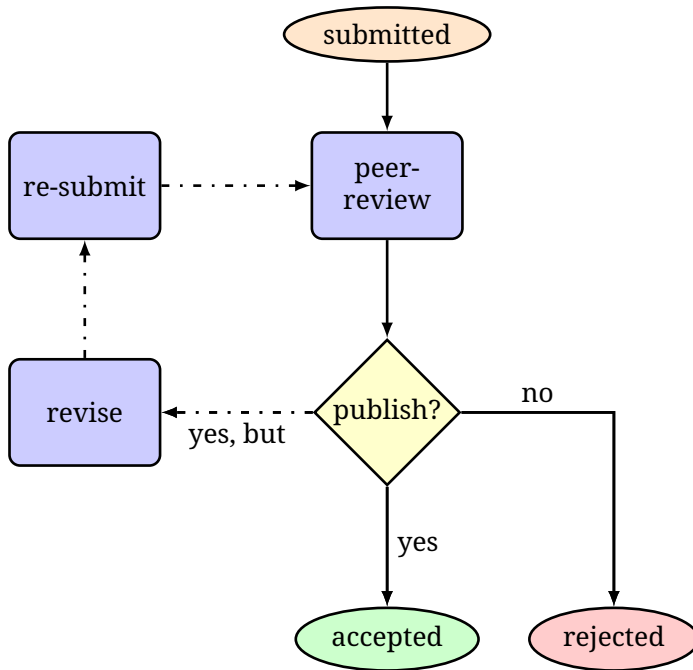 submitted
re-submit
peer-
review
revise
publish?
no
yes, but
yes
accepted
rejected